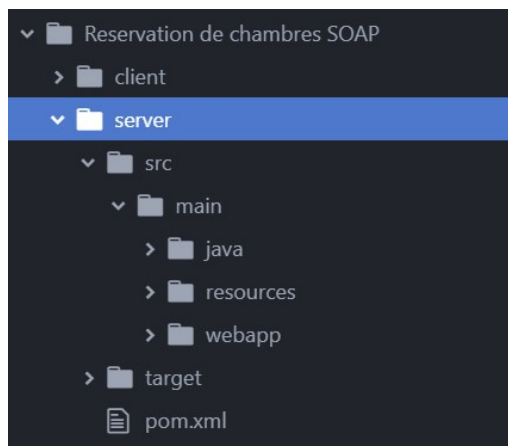 Reservation de chambres SOAP
client
server
src
main
java
resources
webapp
target
pom.xml